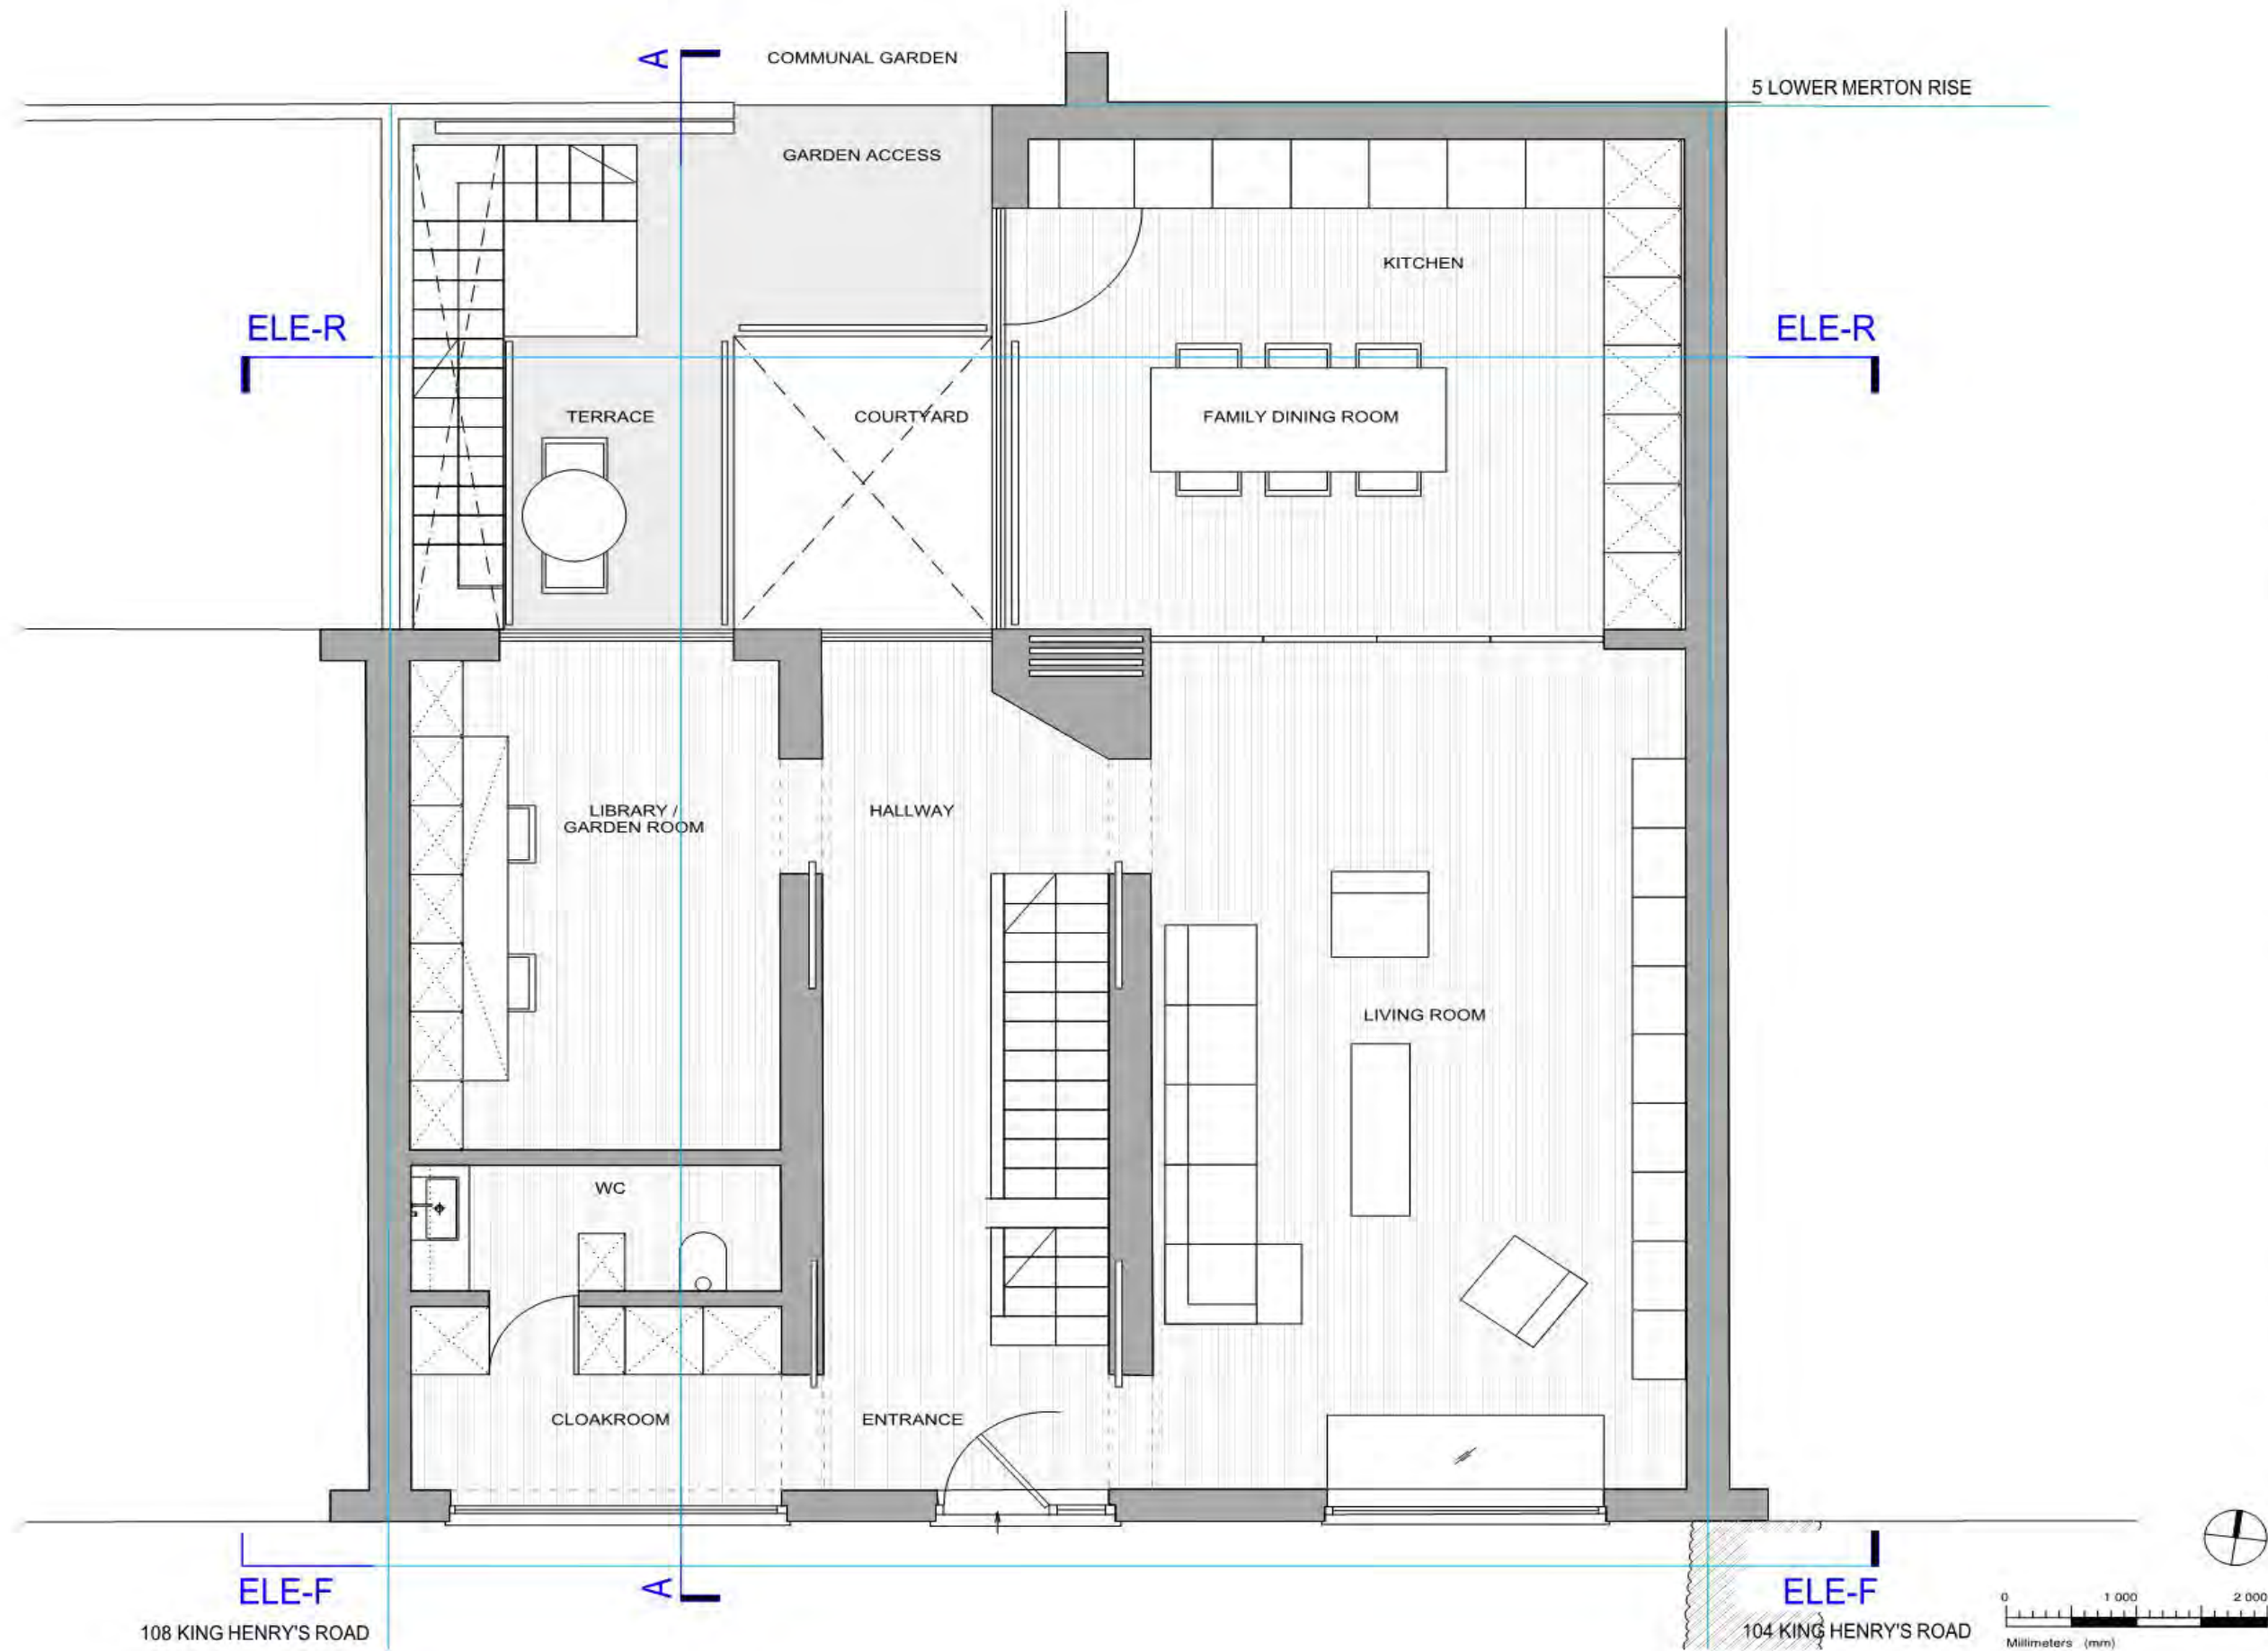 A
COMMUNAL GARDEN
5 LOWER MERTON RISE
GARDEN ACCESS
KITCHEN
ELE-R
ELE-R
TERRACE
COURTYARD
FAMILY DINING ROOM
LIBRARY /
GARDEN ROOM
HALLWAY
LIVING ROOM
WC
CLOAKROOM
ENTRANCE
ELE-F
A
ELE-F
0 1 000 2 000
108 KING HENRY'S ROAD
104 KING HENRY'S ROAD
Millimeters (mm)